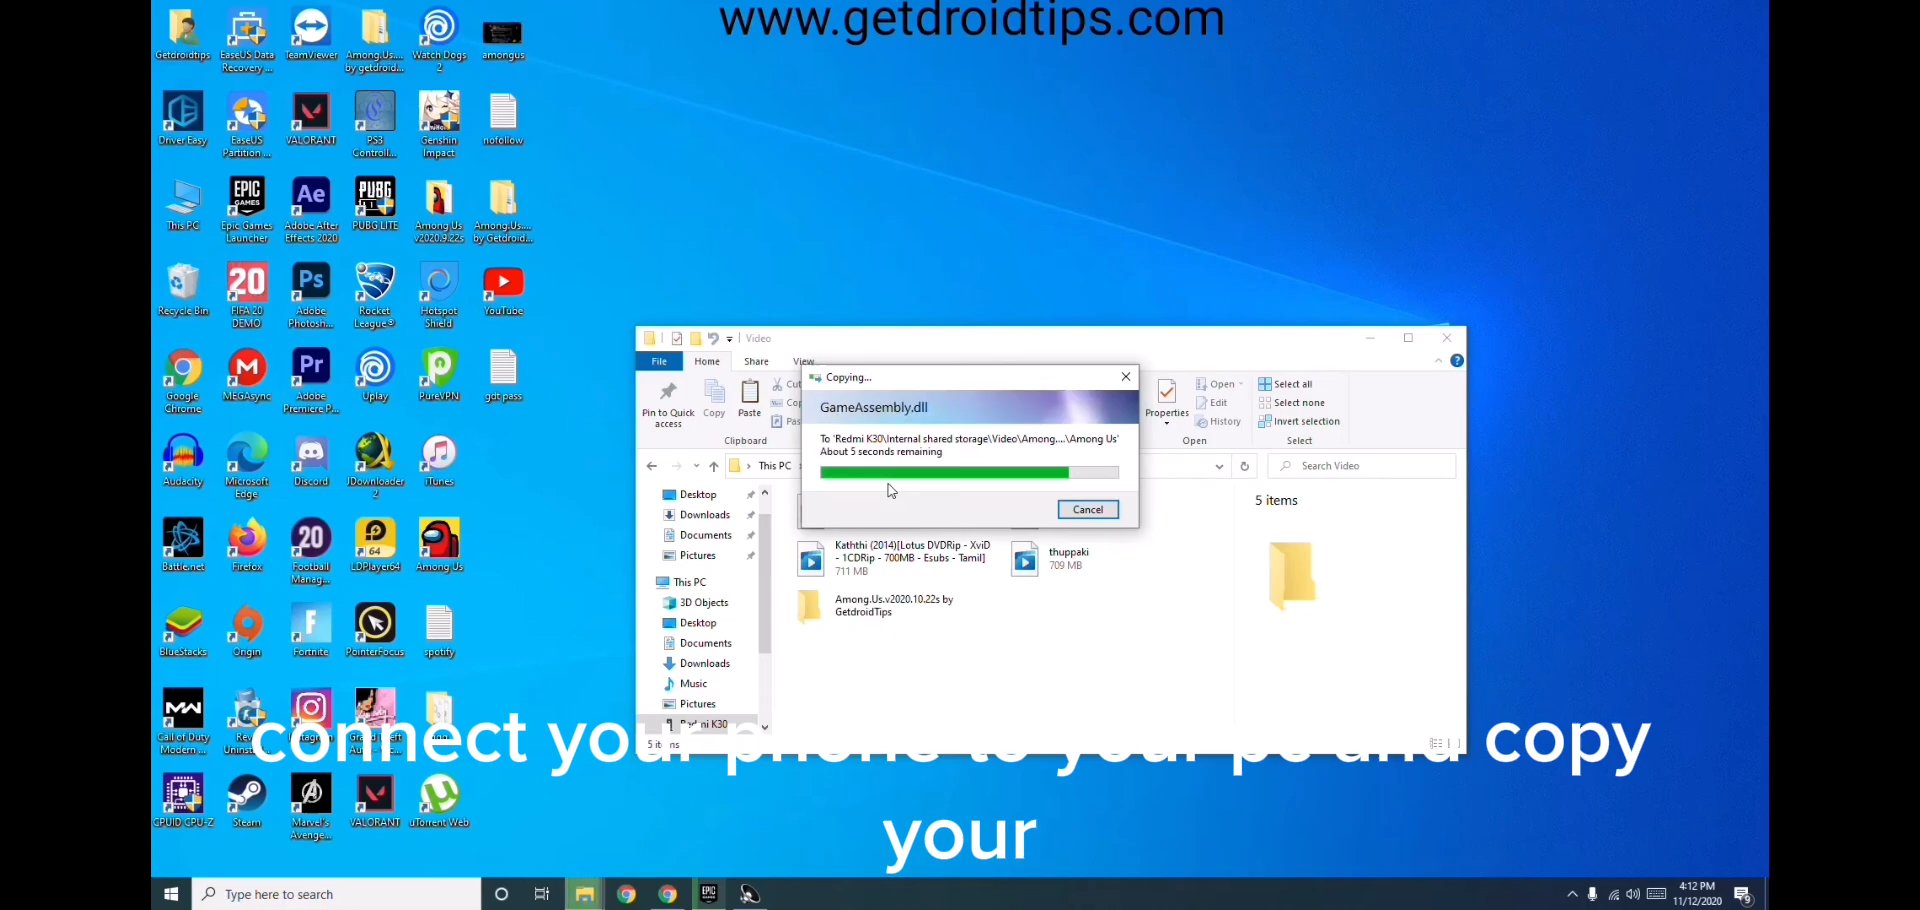 www.getdroidtips.com
Getdroidtips
EaseUS Data
Recovery ...
TeamViewer
Among.Us....
by getdroid...
Watch Dogs
2
amongus
Driver Easy
EaseUS
Partition ...
VALORANT
PS3
Controll...
Genshin
Impact
nofollow
This PC
Epic Games
Launcher
Adobe After
Effects 2020
PUBG LITE
Among Us
v2020.9.22s
Among.Us....
by Getdroid...
Recycle Bin
FIFA 20
DEMO
Adobe
Photosh...
Rocket
League®
Hotspot
Shield
YouTube
Google
Chrome
MEGAsync
Adobe
Premiere P...
Uplay
PureVPN
gdt pass
Audacity
Microsoft
Edge
Discord
JDownloader
2
iTunes
Battle.net
Firefox
Football
Manag...
LDPlayer64
Among Us
BlueStacks
Origin
Fortnite
PointerFocus
spotify
Call of Duty
Modern ...
CPUID CPU-Z
Steam
Marvel's
Avenge...
VALORANT
uTorrent Web
Video
File
Home
Share
View
Pin to Quick
access
Copy
Paste
Clipboard
Properties
Open
Edit
History
Open
Select all
Select none
Invert selection
Select
Copying...
GameAssembly.dll
To 'Redmi K30\Internal shared storage\Video\Among....\Among Us'
About 5 seconds remaining
Cancel
This PC
Search Video
Desktop
Downloads
Documents
Pictures
This PC
3D Objects
Desktop
Documents
Downloads
Music
Pictures
Redmi K30
Kaththi (2014)[Lotus DVDRip - XviD
- 1CDRip - 700MB - Esubs - Tamil]
711 MB
thuppaki
709 MB
Among.Us.v2020.10.22s by
GetdroidTips
5 items
5 items
connect your phone to your pc and copy
your
Type here to search
4:12 PM
11/12/2020